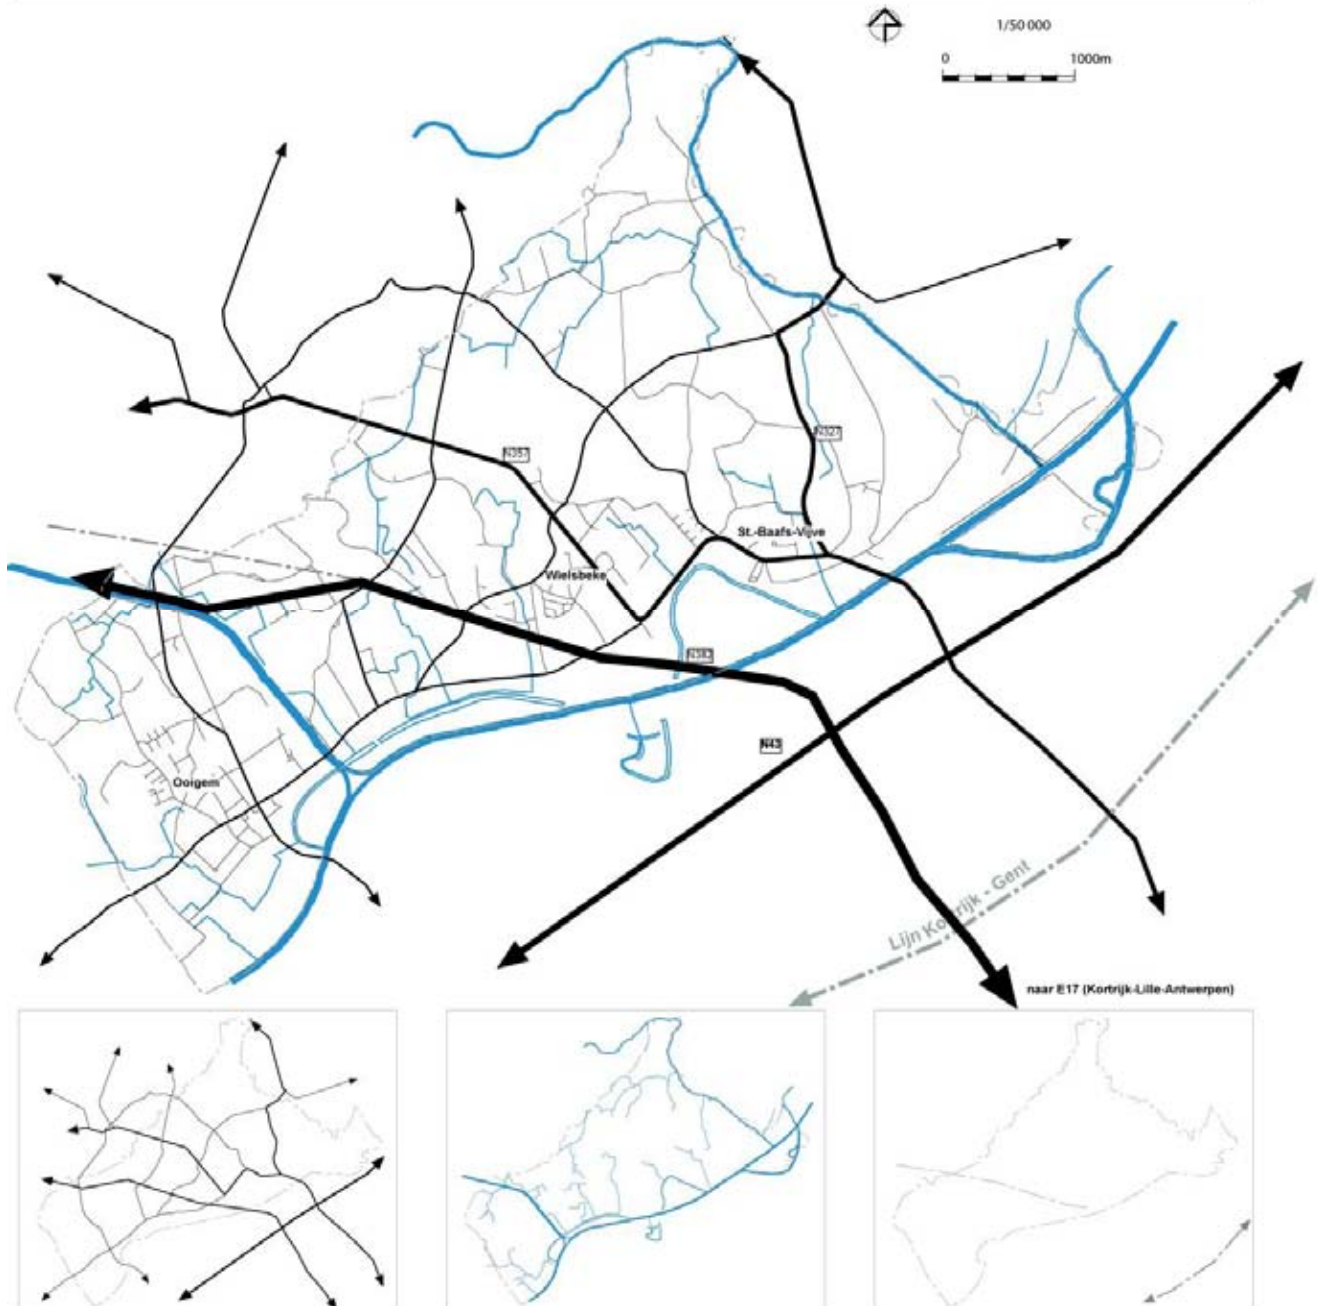 1/50 000
0 1000m
N357
N327
St.-Baafs-Vijve
Wielsbeke
N382
N43
Ooigem
Lijn Kortrijk - Gent
naar E17 (Kortrijk-Lille-Antwerpen)